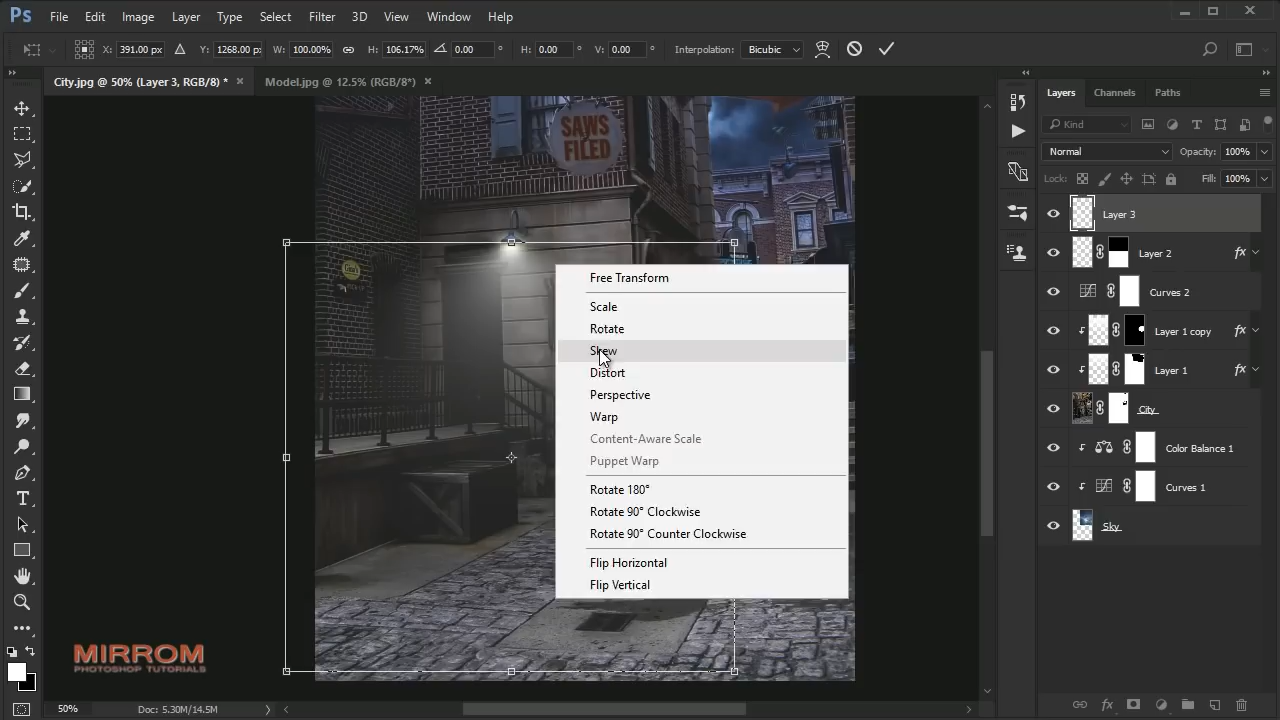 Ps File Edit Image Layer Type Select Filter 3D View Window Help
X: 391.00 px Y: 1268.00 px W: 100.00% H: 106.17% 0.00 ° H: 0.00 ° V: 0.00 ° Interpolation: Bicubic
City.jpg @ 50% (Layer 3, RGB/8) * × Model.jpg @ 12.5% (RGB/8*) ×
Layers Channels Paths
Kind
Normal Opacity: 100%
Lock: Fill: 100%
SAWS
FILED
Layer 3
Layer 2 fx
Curves 2
Layer 1 copy fx
Layer 1 fx
City
Color Balance 1
Curves 1
Sky
Free Transform
Scale
Rotate
Skew
Distort
Perspective
Warp
Content-Aware Scale
Puppet Warp
Rotate 180°
Rotate 90° Clockwise
Rotate 90° Counter Clockwise
Flip Horizontal
Flip Vertical
MIRROM
PHOTOSHOP TUTORIALS
50% Doc: 5.30M/14.5M
fx